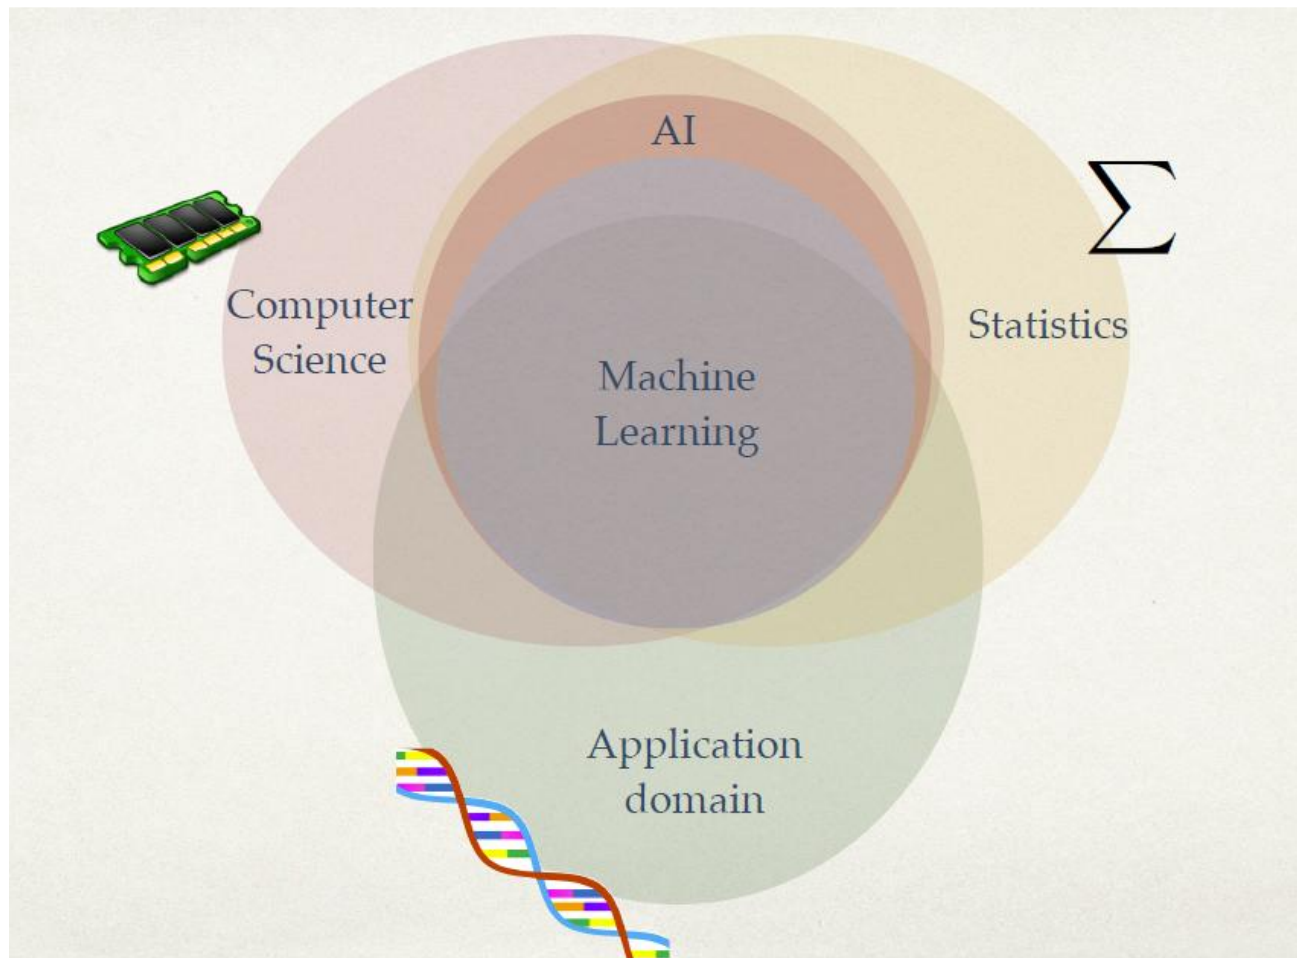 AI
Computer
Science
Statistics
∑
Machine
Learning
Application
domain